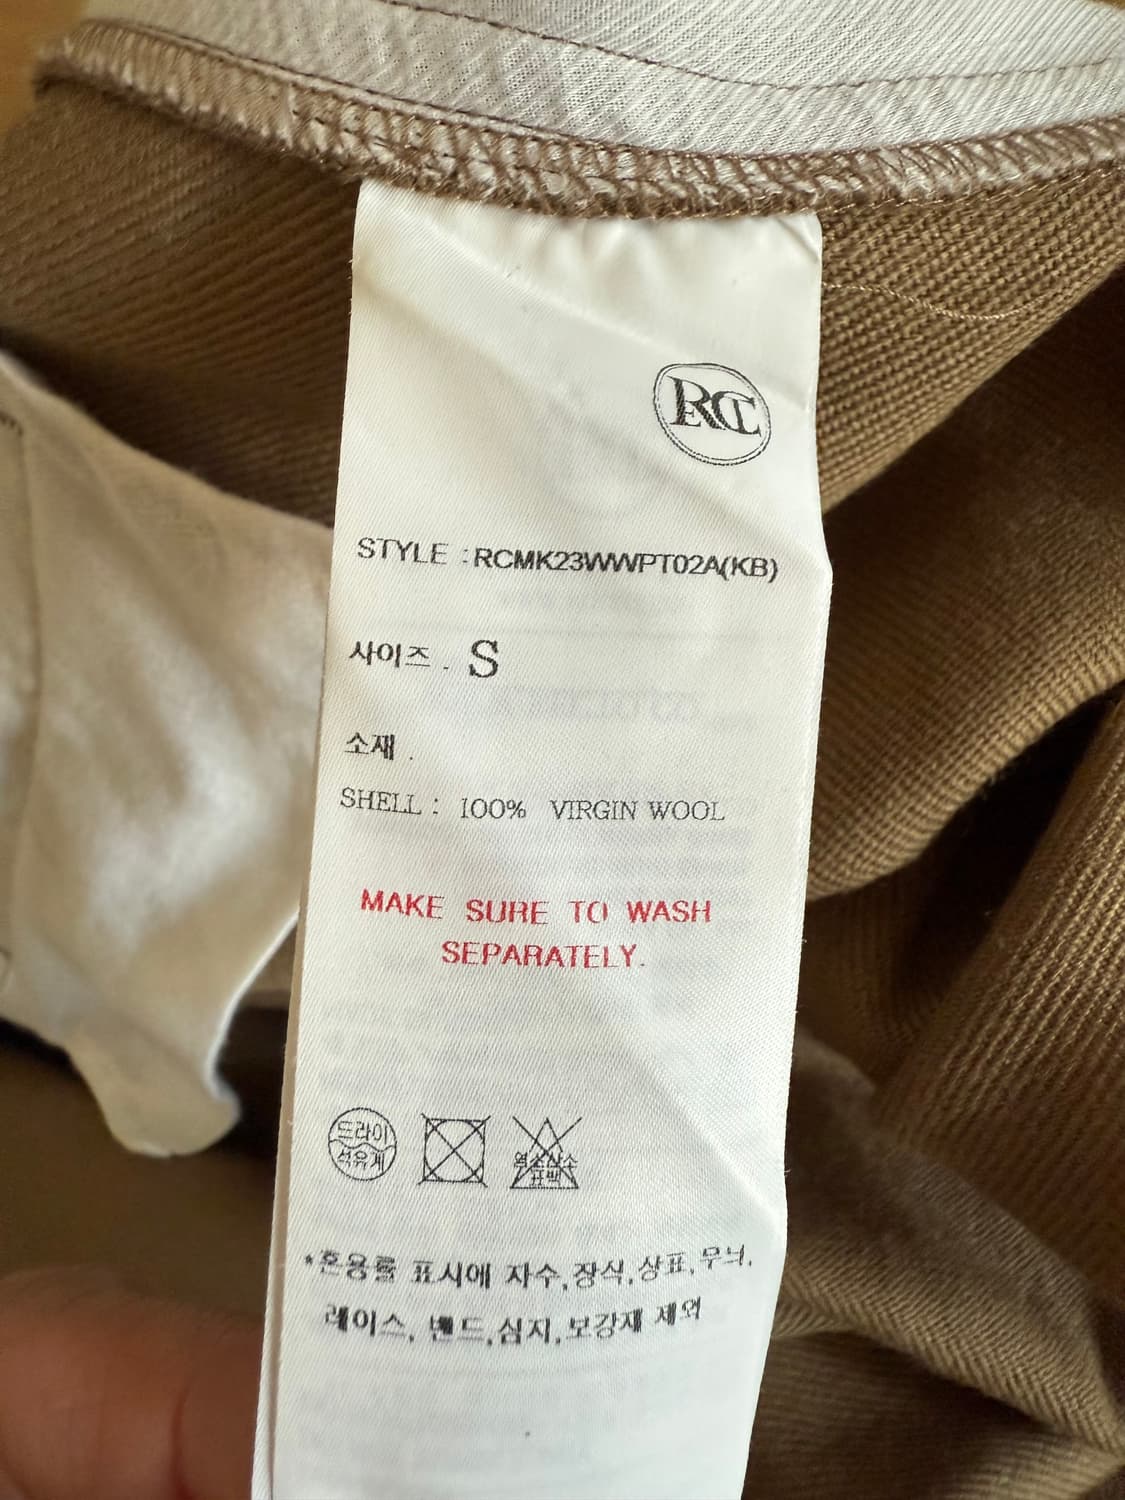 RCL
STYLE : RCMK23WWPT02A(KB)
사이즈 . S
소재 .
SHELL : 100% VIRGIN WOOL
MAKE SURE TO WASH
SEPARATELY.
드라이
석유계
염소산소
표백
*혼용률 표시에 자수,장식,상표,무늬,
레이스, 밴드,심지,보강재 제외